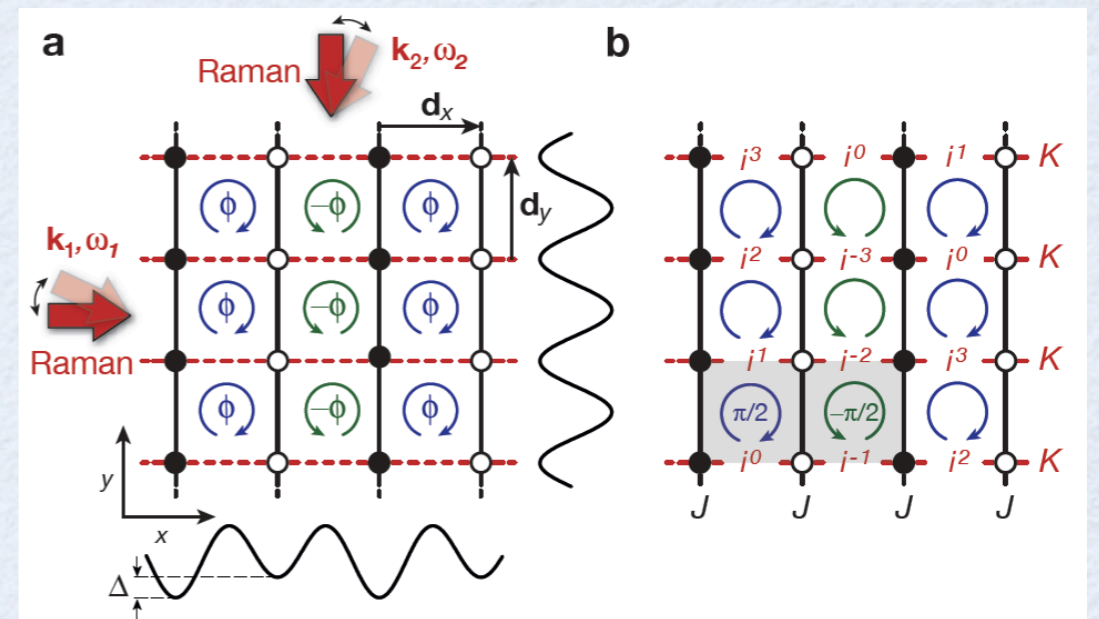 a
b
Raman
k₂, ω₂
dₓ
ϕ −ϕ ϕ
d_y
k₁, ω₁
ϕ −ϕ ϕ
Raman
ϕ −ϕ ϕ
y
x
Δ
i³ i⁰ i¹ K
i² i⁻³ i⁰ K
i¹ i⁻² i³ K
π/2 −π/2
i⁰ i⁻¹ i² K
J J J J